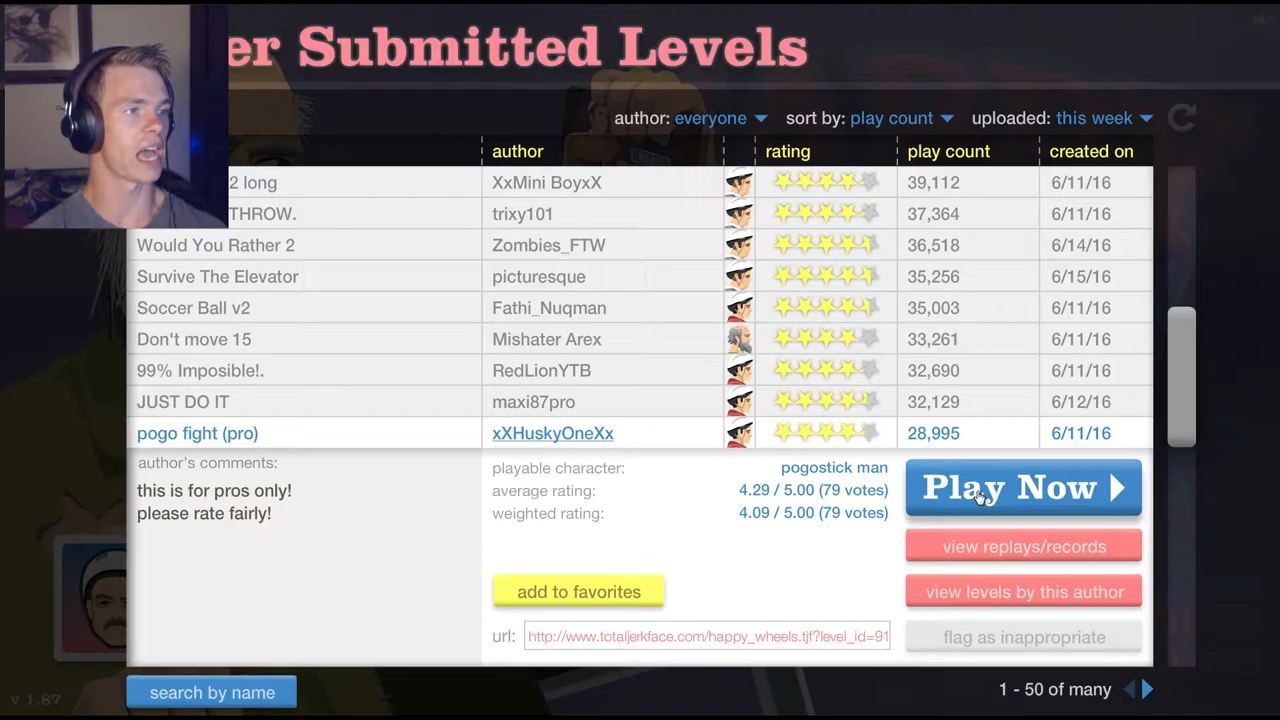 er Submitted Levels
author: everyone sort by: play count uploaded: this week
author rating play count created on
2 long XxMini BoyxX 39,112 6/11/16
THROW. trixy101 37,364 6/11/16
Would You Rather 2 Zombies_FTW 36,518 6/14/16
Survive The Elevator picturesque 35,256 6/15/16
Soccer Ball v2 Fathi_Nuqman 35,003 6/11/16
Don't move 15 Mishater Arex 33,261 6/11/16
99% Imposible!. RedLionYTB 32,690 6/11/16
JUST DO IT maxi87pro 32,129 6/12/16
pogo fight (pro) xXHuskyOneXx 28,995 6/11/16
author's comments:
this is for pros only!
please rate fairly!
playable character: pogostick man
average rating: 4.29 / 5.00 (79 votes)
weighted rating: 4.09 / 5.00 (79 votes)
add to favorites
url: http://www.totaljerkface.com/happy_wheels.tjf?level_id=91
Play Now
view replays/records
view levels by this author
flag as inappropriate
v 1.87
search by name
1 - 50 of many